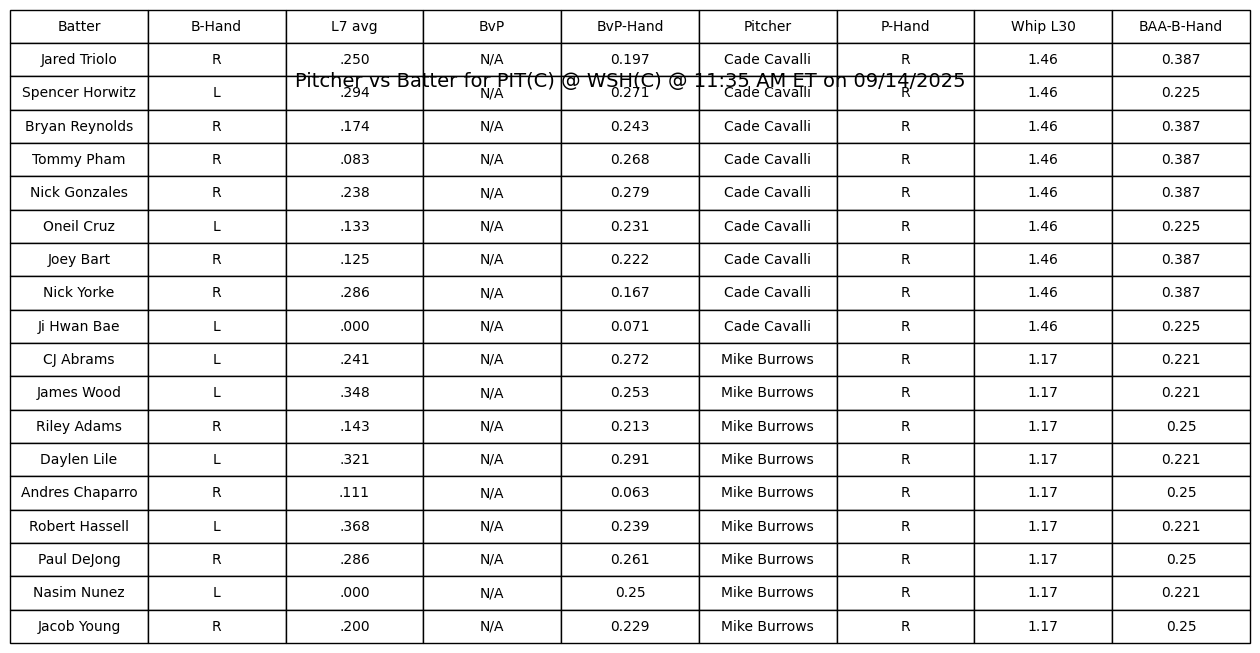 Batter B-Hand L7 avg BvP BvP-Hand Pitcher P-Hand Whip L30 BAA-B-Hand
Jared Triolo R .250 N/A 0.197 Cade Cavalli R 1.46 0.387
Pitcher vs Batter for PIT(C) @ WSH(C) @ 11:35 AM ET on 09/14/2025
Spencer Horwitz L .294 N/A 0.271 Cade Cavalli R 1.46 0.225
Bryan Reynolds R .174 N/A 0.243 Cade Cavalli R 1.46 0.387
Tommy Pham R .083 N/A 0.268 Cade Cavalli R 1.46 0.387
Nick Gonzales R .238 N/A 0.279 Cade Cavalli R 1.46 0.387
Oneil Cruz L .133 N/A 0.231 Cade Cavalli R 1.46 0.225
Joey Bart R .125 N/A 0.222 Cade Cavalli R 1.46 0.387
Nick Yorke R .286 N/A 0.167 Cade Cavalli R 1.46 0.387
Ji Hwan Bae L .000 N/A 0.071 Cade Cavalli R 1.46 0.225
CJ Abrams L .241 N/A 0.272 Mike Burrows R 1.17 0.221
James Wood L .348 N/A 0.253 Mike Burrows R 1.17 0.221
Riley Adams R .143 N/A 0.213 Mike Burrows R 1.17 0.25
Daylen Lile L .321 N/A 0.291 Mike Burrows R 1.17 0.221
Andres Chaparro R .111 N/A 0.063 Mike Burrows R 1.17 0.25
Robert Hassell L .368 N/A 0.239 Mike Burrows R 1.17 0.221
Paul DeJong R .286 N/A 0.261 Mike Burrows R 1.17 0.25
Nasim Nunez L .000 N/A 0.25 Mike Burrows R 1.17 0.221
Jacob Young R .200 N/A 0.229 Mike Burrows R 1.17 0.25